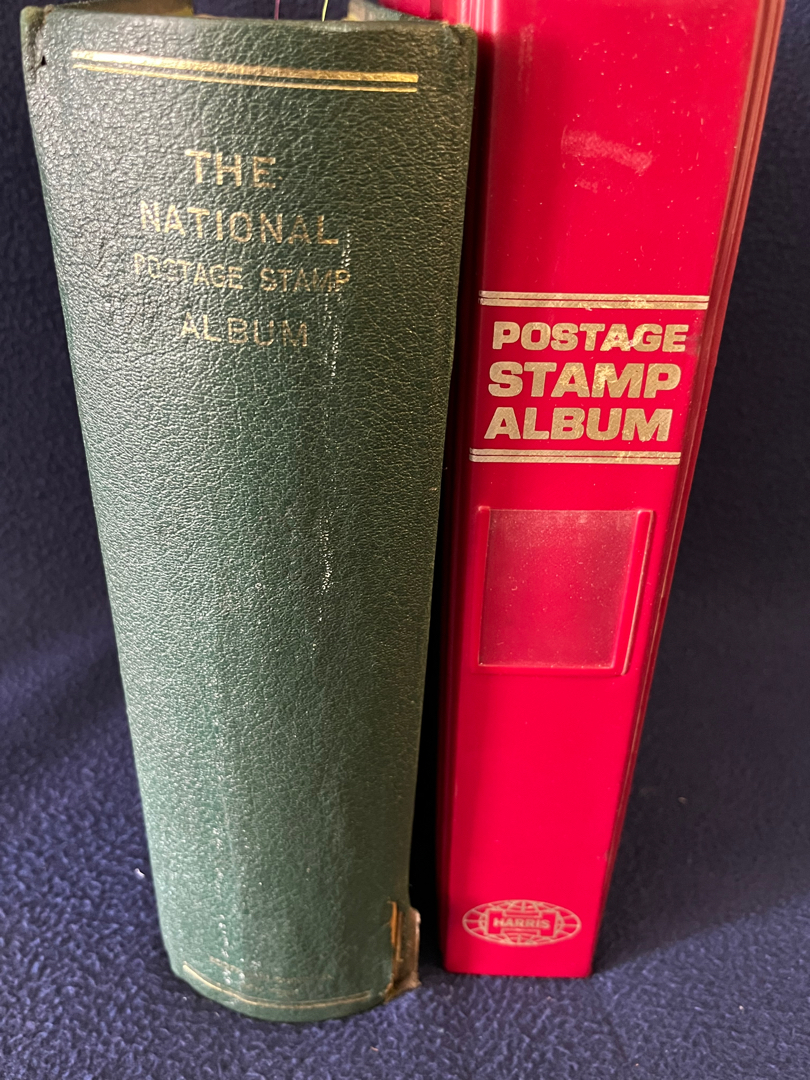 THE
NATIONAL
POSTAGE STAMP
ALBUM
POSTAGE
STAMP
ALBUM
HARRIS